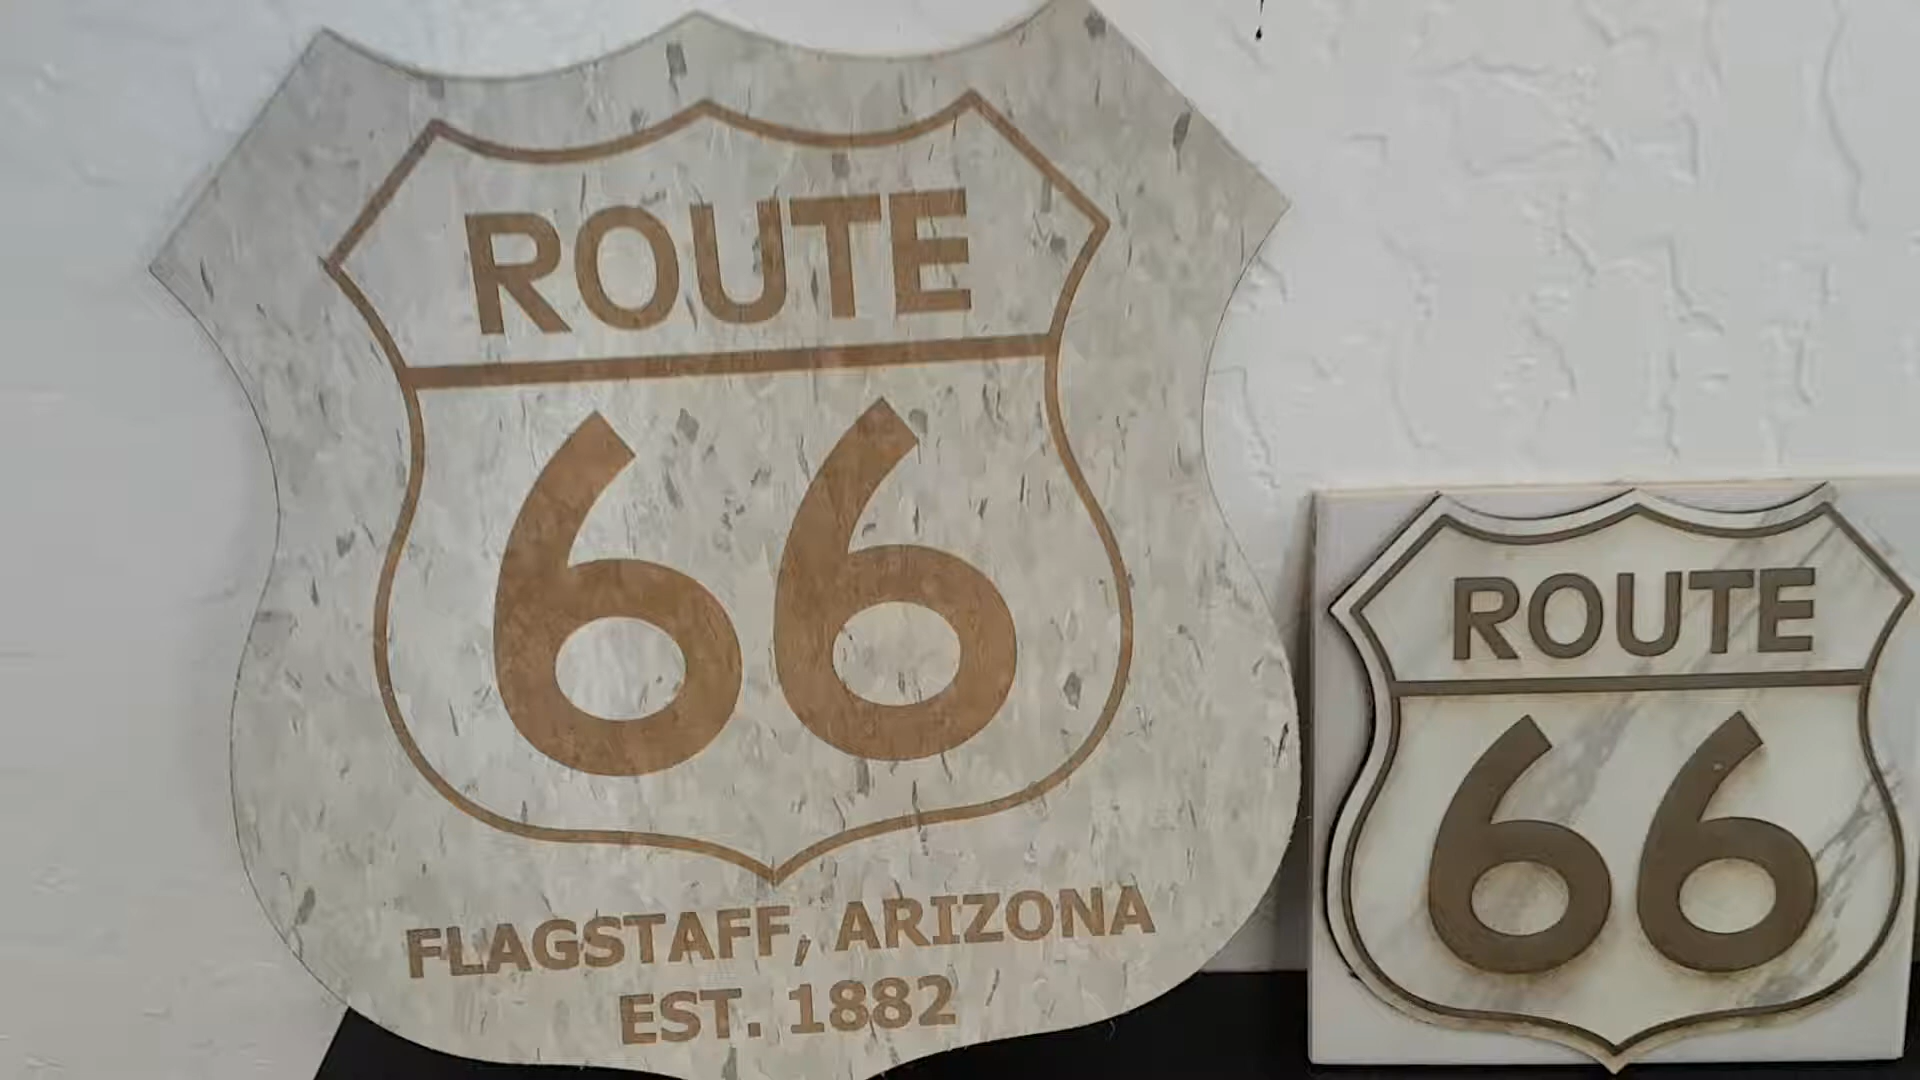 ROUTE
66
FLAGSTAFF, ARIZONA
EST. 1882
ROUTE
66